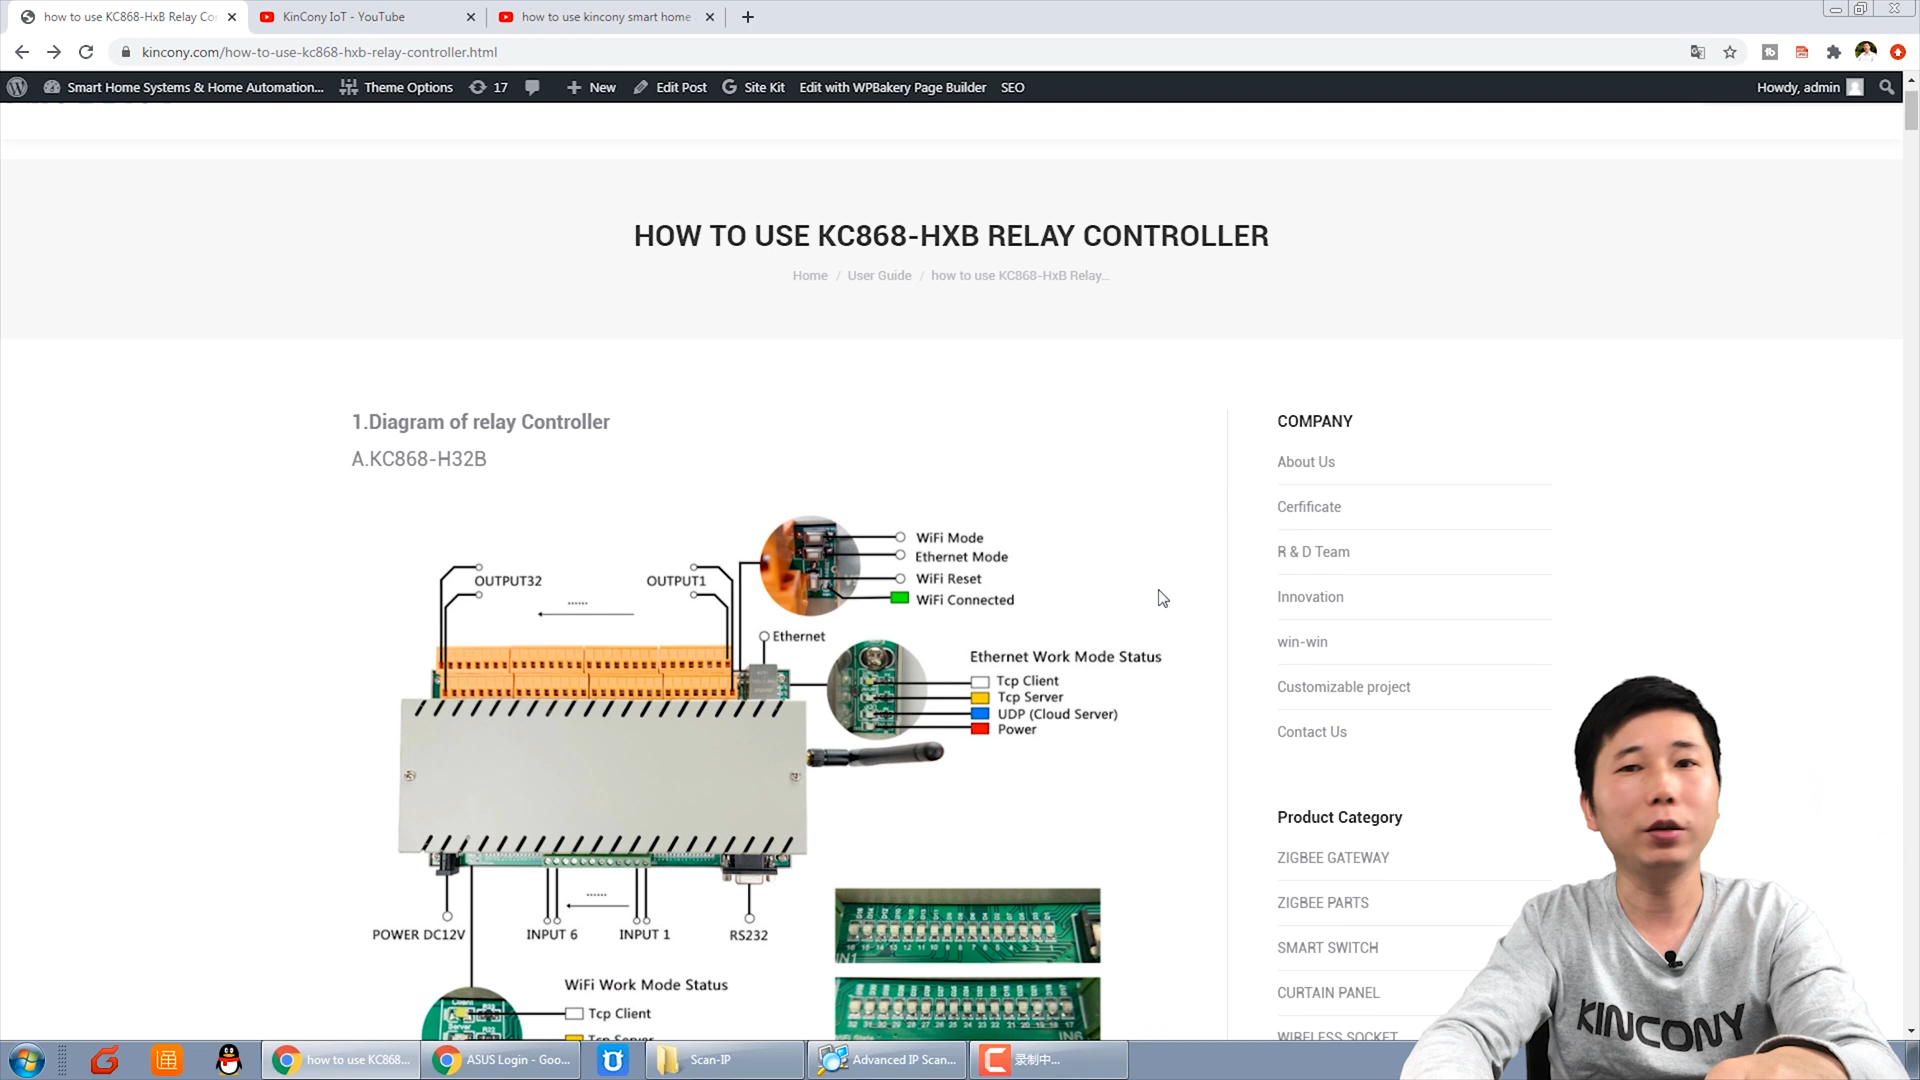 how to use KC868-HxB Relay Co
KinCony IoT - YouTube
how to use kincony smart home
kincony.com/how-to-use-kc868-hxb-relay-controller.html
Smart Home Systems & Home Automation...
Theme Options
17
New
Edit Post
Site Kit
Edit with WPBakery Page Builder
SEO
Howdy, admin
HOW TO USE KC868-HXB RELAY CONTROLLER
Home / User Guide / how to use KC868-HxB Relay...
1.Diagram of relay Controller
A.KC868-H32B
OUTPUT32
......
OUTPUT1
WiFi Mode
Ethernet Mode
WiFi Reset
WiFi Connected
Ethernet
Ethernet Work Mode Status
Tcp Client
Tcp Server
UDP (Cloud Server)
Power
POWER DC12V
INPUT 6
......
INPUT 1
RS232
WiFi Work Mode Status
Tcp Client
Tcp Server
COMPANY
About Us
Cerfificate
R & D Team
Innovation
win-win
Customizable project
Contact Us
Product Category
ZIGBEE GATEWAY
ZIGBEE PARTS
SMART SWITCH
CURTAIN PANEL
WIRELESS SOCKET
KINCONY
how to use KC868...
ASUS Login - Goo...
Scan-IP
Advanced IP Scan...
录制中...